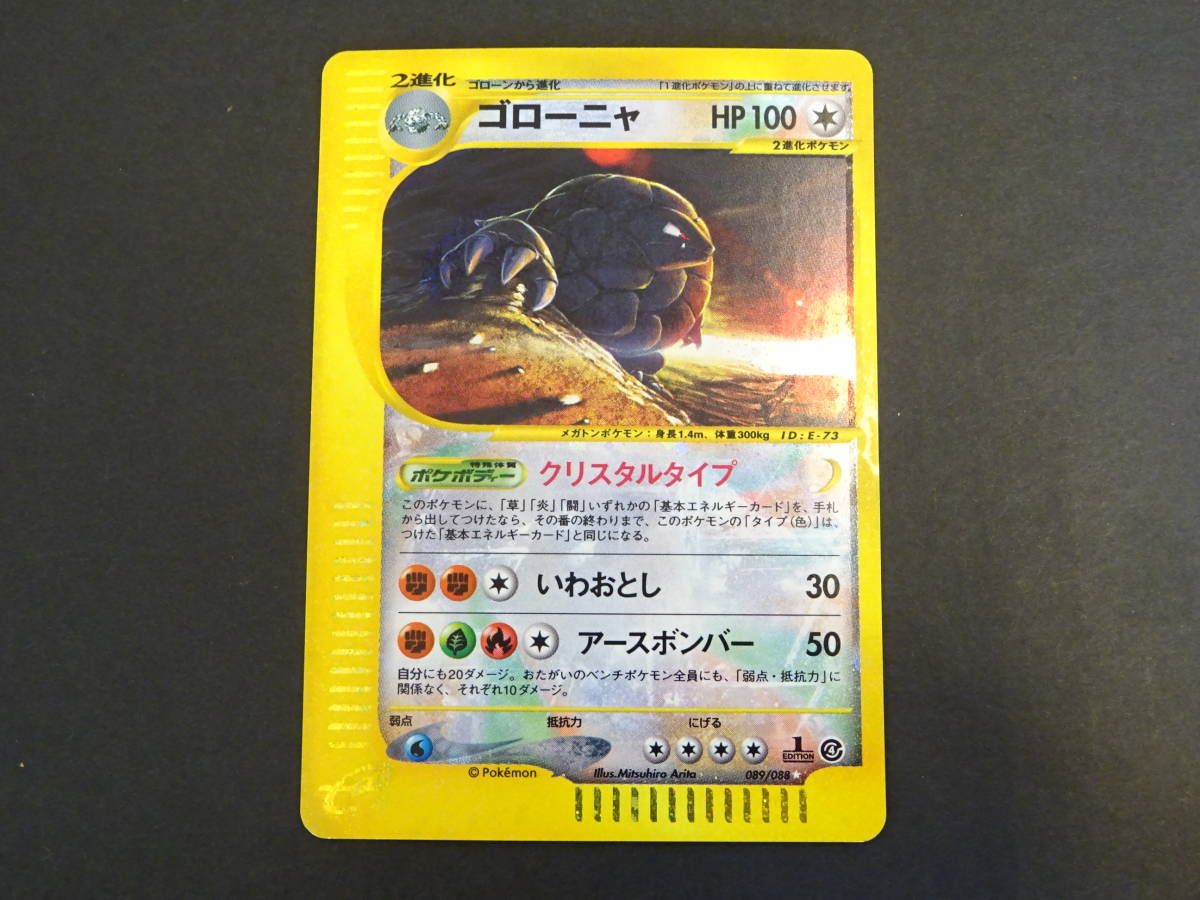 2進化
ゴローンから進化
「1進化ポケモン」の上に重ねて進化させます。
ゴローニャ HP 100
2進化ポケモン
メガトンポケモン：身長1.4m、体重300kg ID:E-73
特殊体質
ポケボディー クリスタルタイプ
このポケモンに、「草」「炎」「闘」いずれかの「基本エネルギーカード」を、手札
から出してつけたなら、その番の終わりまで、このポケモンの「タイプ（色）」は、
つけた「基本エネルギーカード」と同じになる。
いわおとし 30
アースボンバー 50
自分にも20ダメージ。おたがいのベンチポケモン全員にも、「弱点・抵抗力」に
関係なく、それぞれ10ダメージ。
弱点 抵抗力 にげる
1
EDITION
© Pokémon Illus. Mitsuhiro Arita 089/088